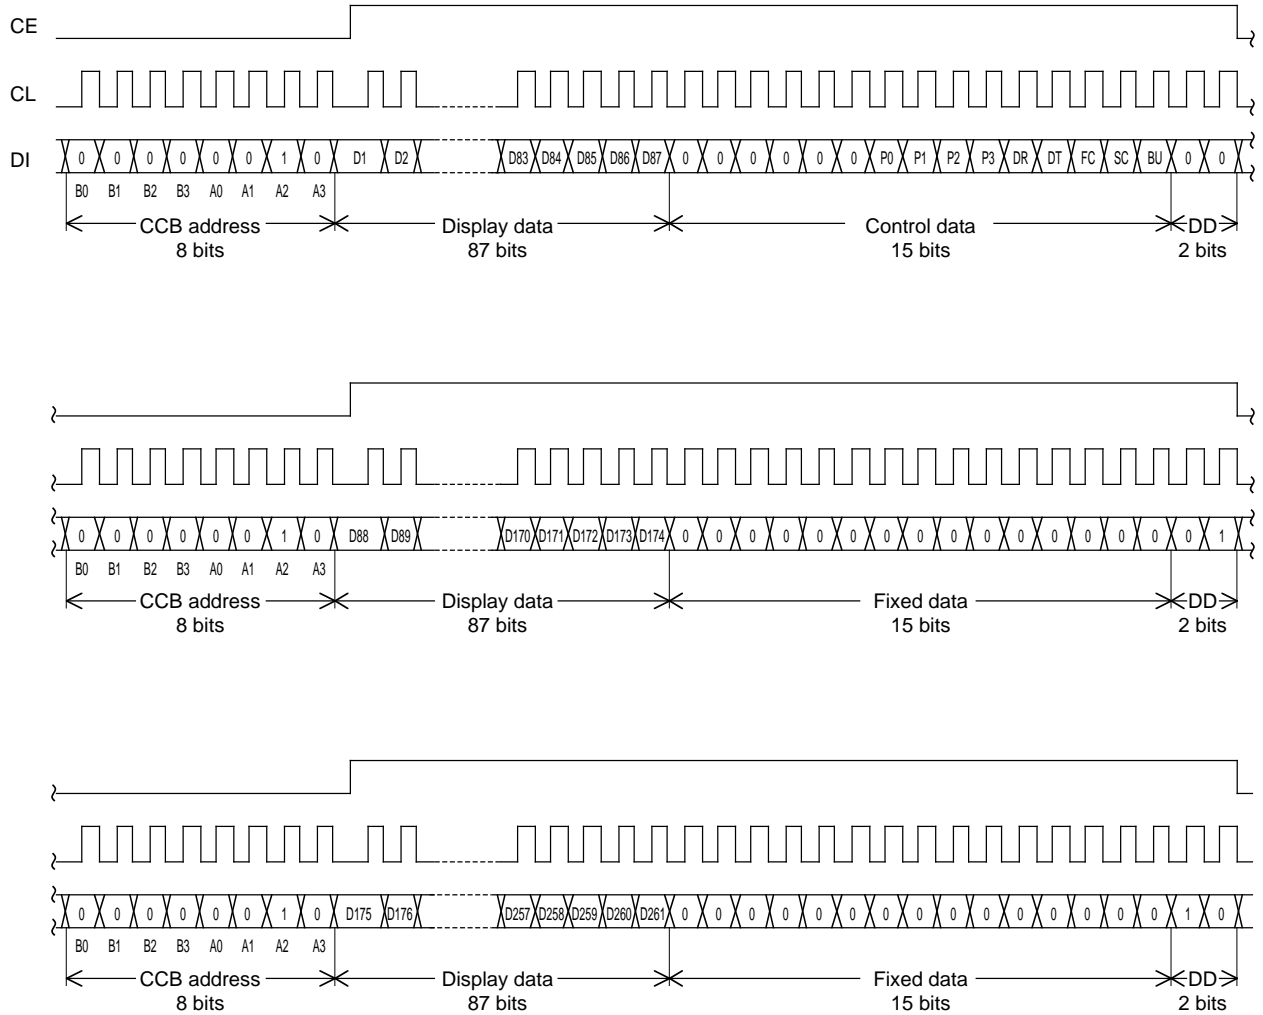 CE
CL
DI 0 0 0 0 0 0 1 0 D1 D2 D83 D84 D85 D86 D87 0 0 0 0 0 0 P0 P1 P2 P3 DR DT FC SC BU 0 0
B0 B1 B2 B3 A0 A1 A2 A3
CCB address Display data Control data DD
8 bits 87 bits 15 bits 2 bits
0 0 0 0 0 0 1 0 D88 D89 D170 D171 D172 D173 D174 0 0 0 0 0 0 0 0 0 0 0 0 0 0 0 0 1
B0 B1 B2 B3 A0 A1 A2 A3
CCB address Display data Fixed data DD
8 bits 87 bits 15 bits 2 bits
0 0 0 0 0 0 1 0 D175 D176 D257 D258 D259 D260 D261 0 0 0 0 0 0 0 0 0 0 0 0 0 0 0 1 0
B0 B1 B2 B3 A0 A1 A2 A3
CCB address Display data Fixed data DD
8 bits 87 bits 15 bits 2 bits